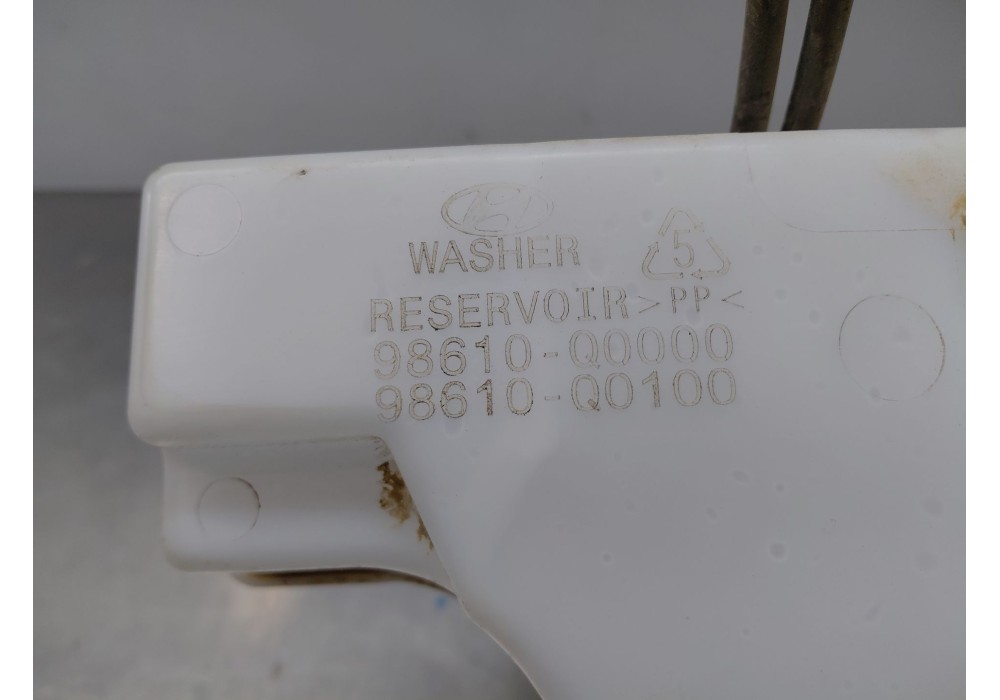 WASHER
5
RESERVOIR >PP<
98610-Q0000
98610-Q0100